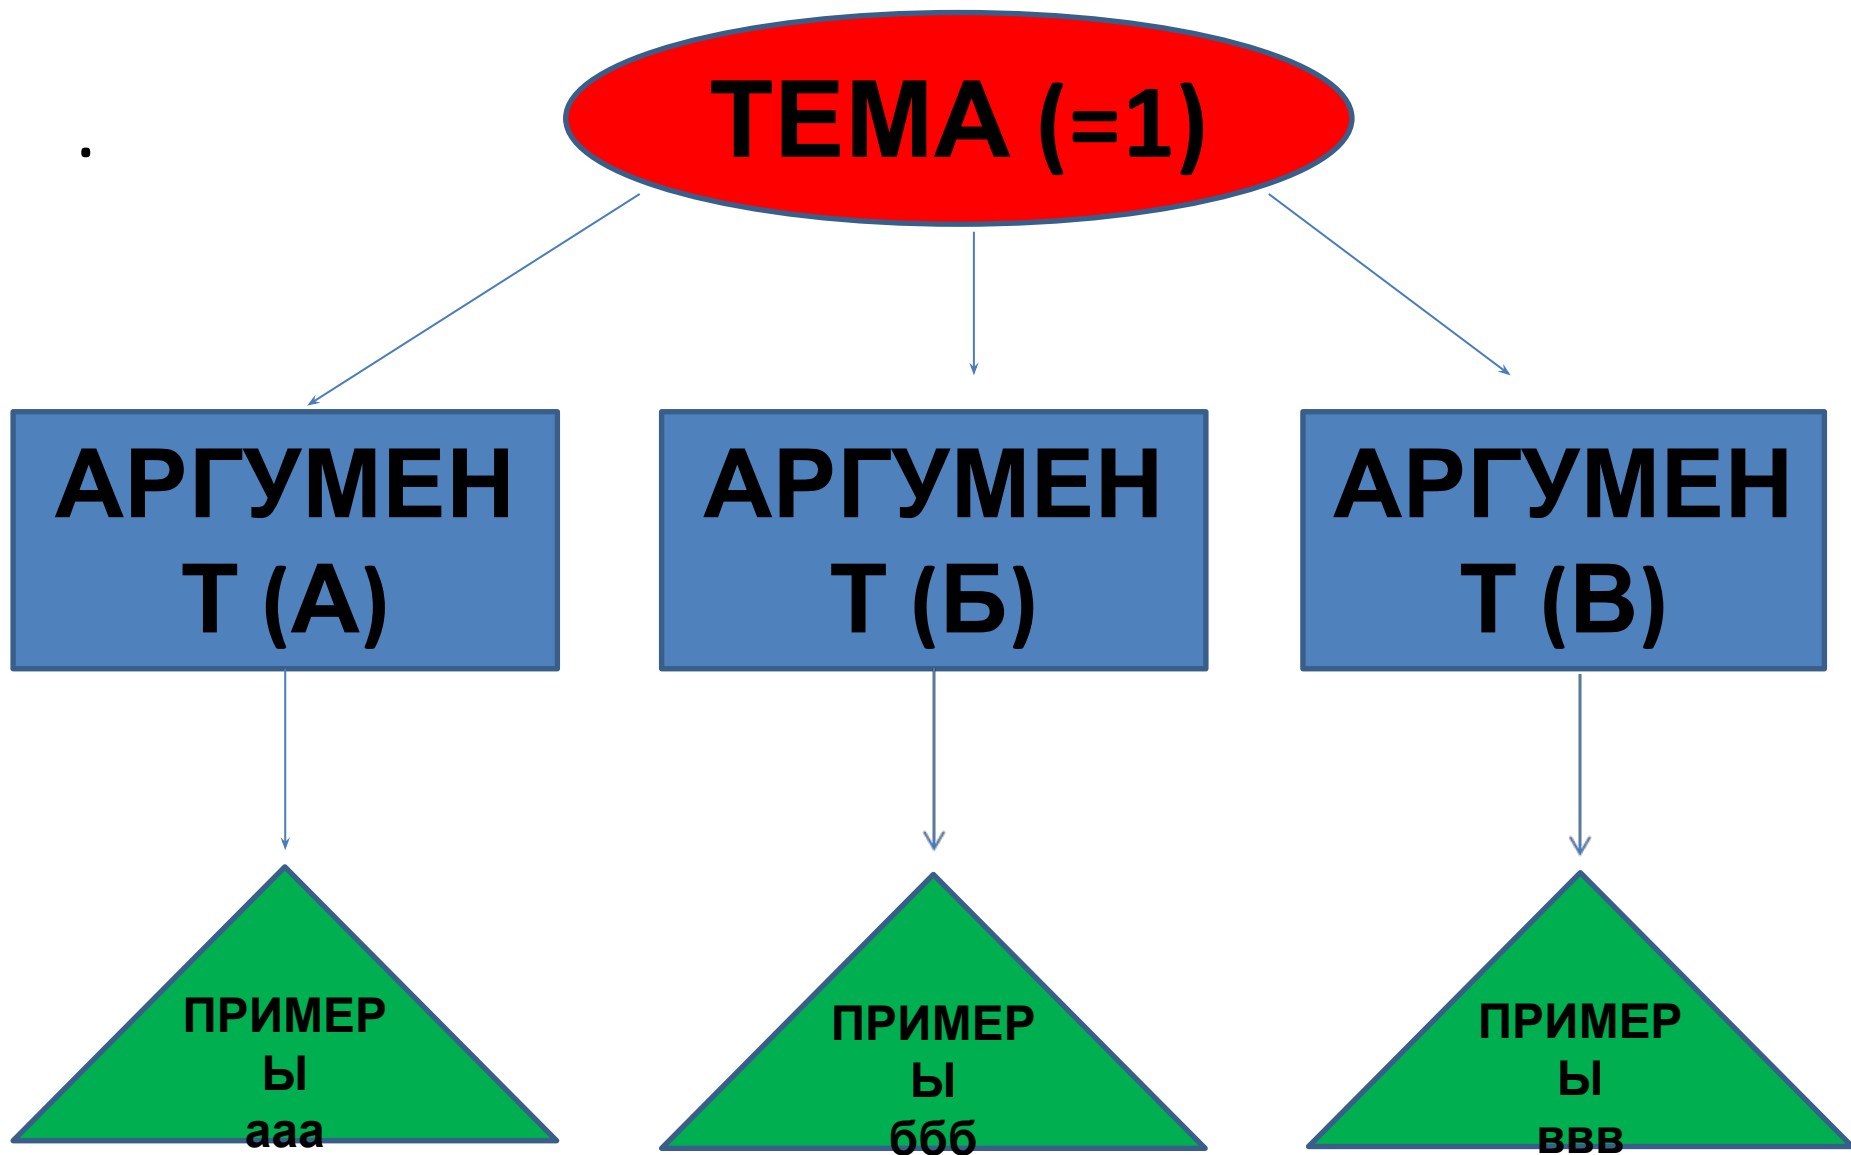 ТЕМА (=1)
.
АРГУМЕН
Т (А)
АРГУМЕН
Т (Б)
АРГУМЕН
Т (В)
ПРИМЕР
Ы
ааа
ПРИМЕР
Ы
ббб
ПРИМЕР
Ы
ввв